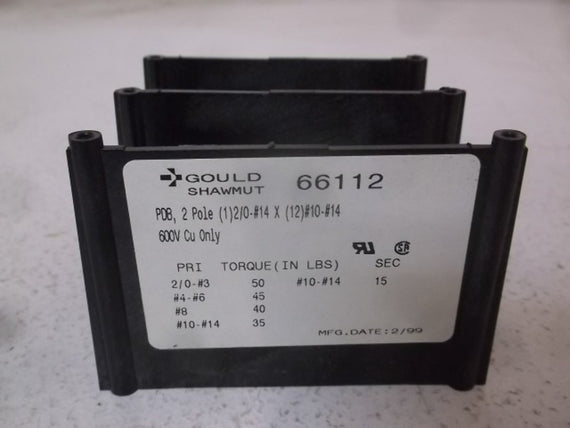 GOULD SHAWMUT 66112
PDB, 2 Pole (1)2/0-#14 X (12)#10-#14
600V Cu Only
PRI TORQUE(IN LBS) SEC
2/0-#3 50 #10-#14 15
#4-#6 45
#8 40
#10-#14 35
MFG.DATE:2/99